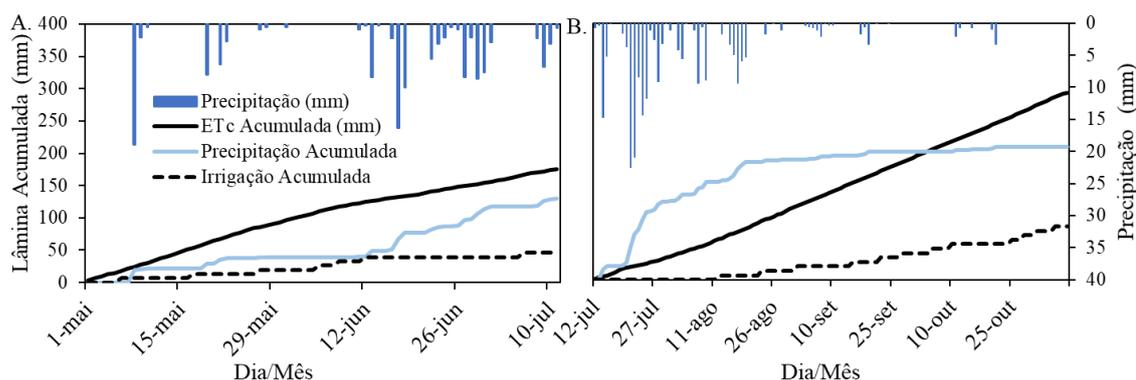 A.
B.
Lâmina Acumulada (mm)
400
350
300
250
200
150
100
50
0
Precipitação (mm)
ETc Acumulada (mm)
Precipitação Acumulada
Irrigação Acumulada
1-mai
15-mai
29-mai
12-jun
26-jun
10-jul
Dia/Mês
12-jul
27-jul
11-ago
26-ago
10-set
25-set
10-out
25-out
Dia/Mês
0
5
10
15
20
25
30
35
40
Precipitação (mm)